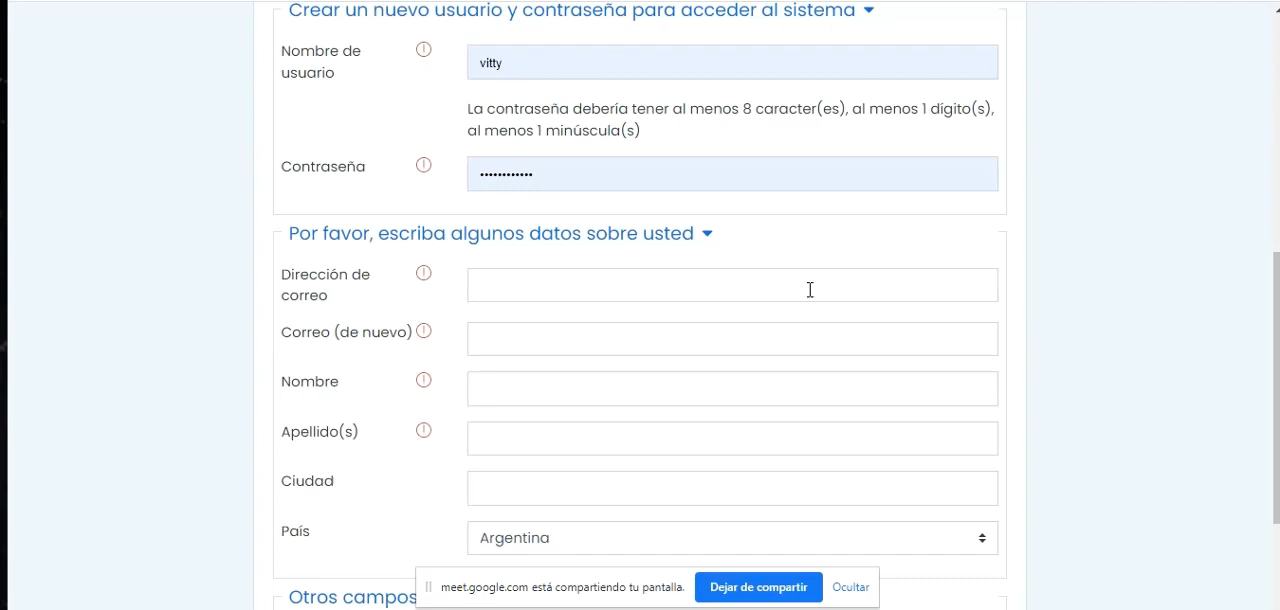 Crear un nuevo usuario y contraseña para acceder al sistema
Nombre de
usuario
vitty
La contraseña debería tener al menos 8 caracter(es), al menos 1 dígito(s),
al menos 1 minúscula(s)
Contraseña
••••••••••••
Por favor, escriba algunos datos sobre usted
Dirección de
correo
Correo (de nuevo)
Nombre
Apellido(s)
Ciudad
País
Argentina
meet.google.com está compartiendo tu pantalla.
Dejar de compartir
Ocultar
Otros campos